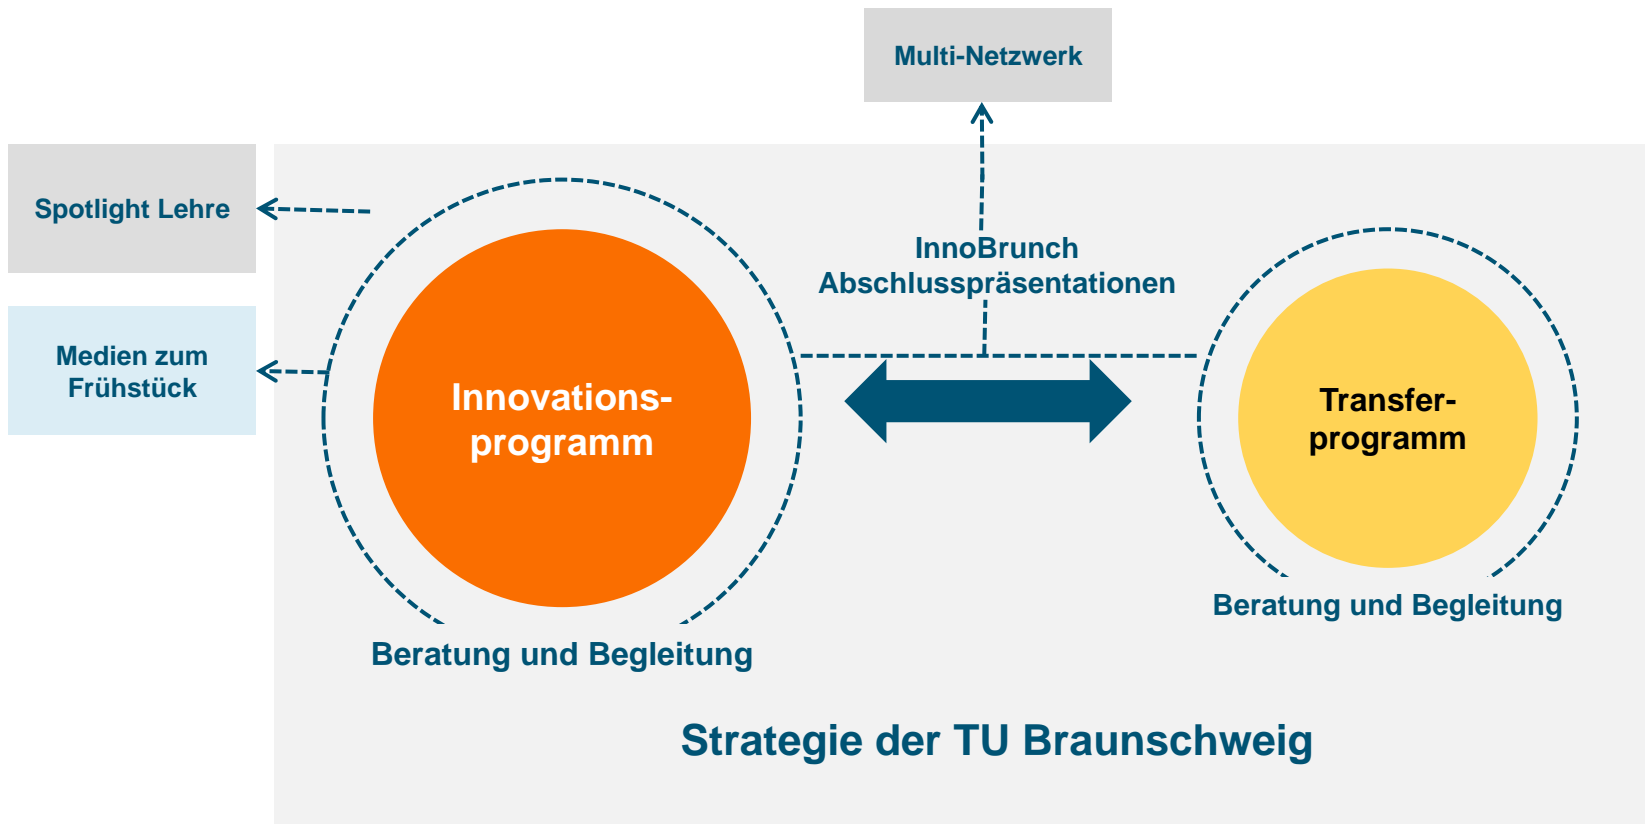 Multi-Netzwerk
Spotlight Lehre
InnoBrunch
Abschlusspräsentationen
Medien zum
Frühstück
Innovations-
programm
Transfer-
programm
Beratung und Begleitung
Beratung und Begleitung
Strategie der TU Braunschweig